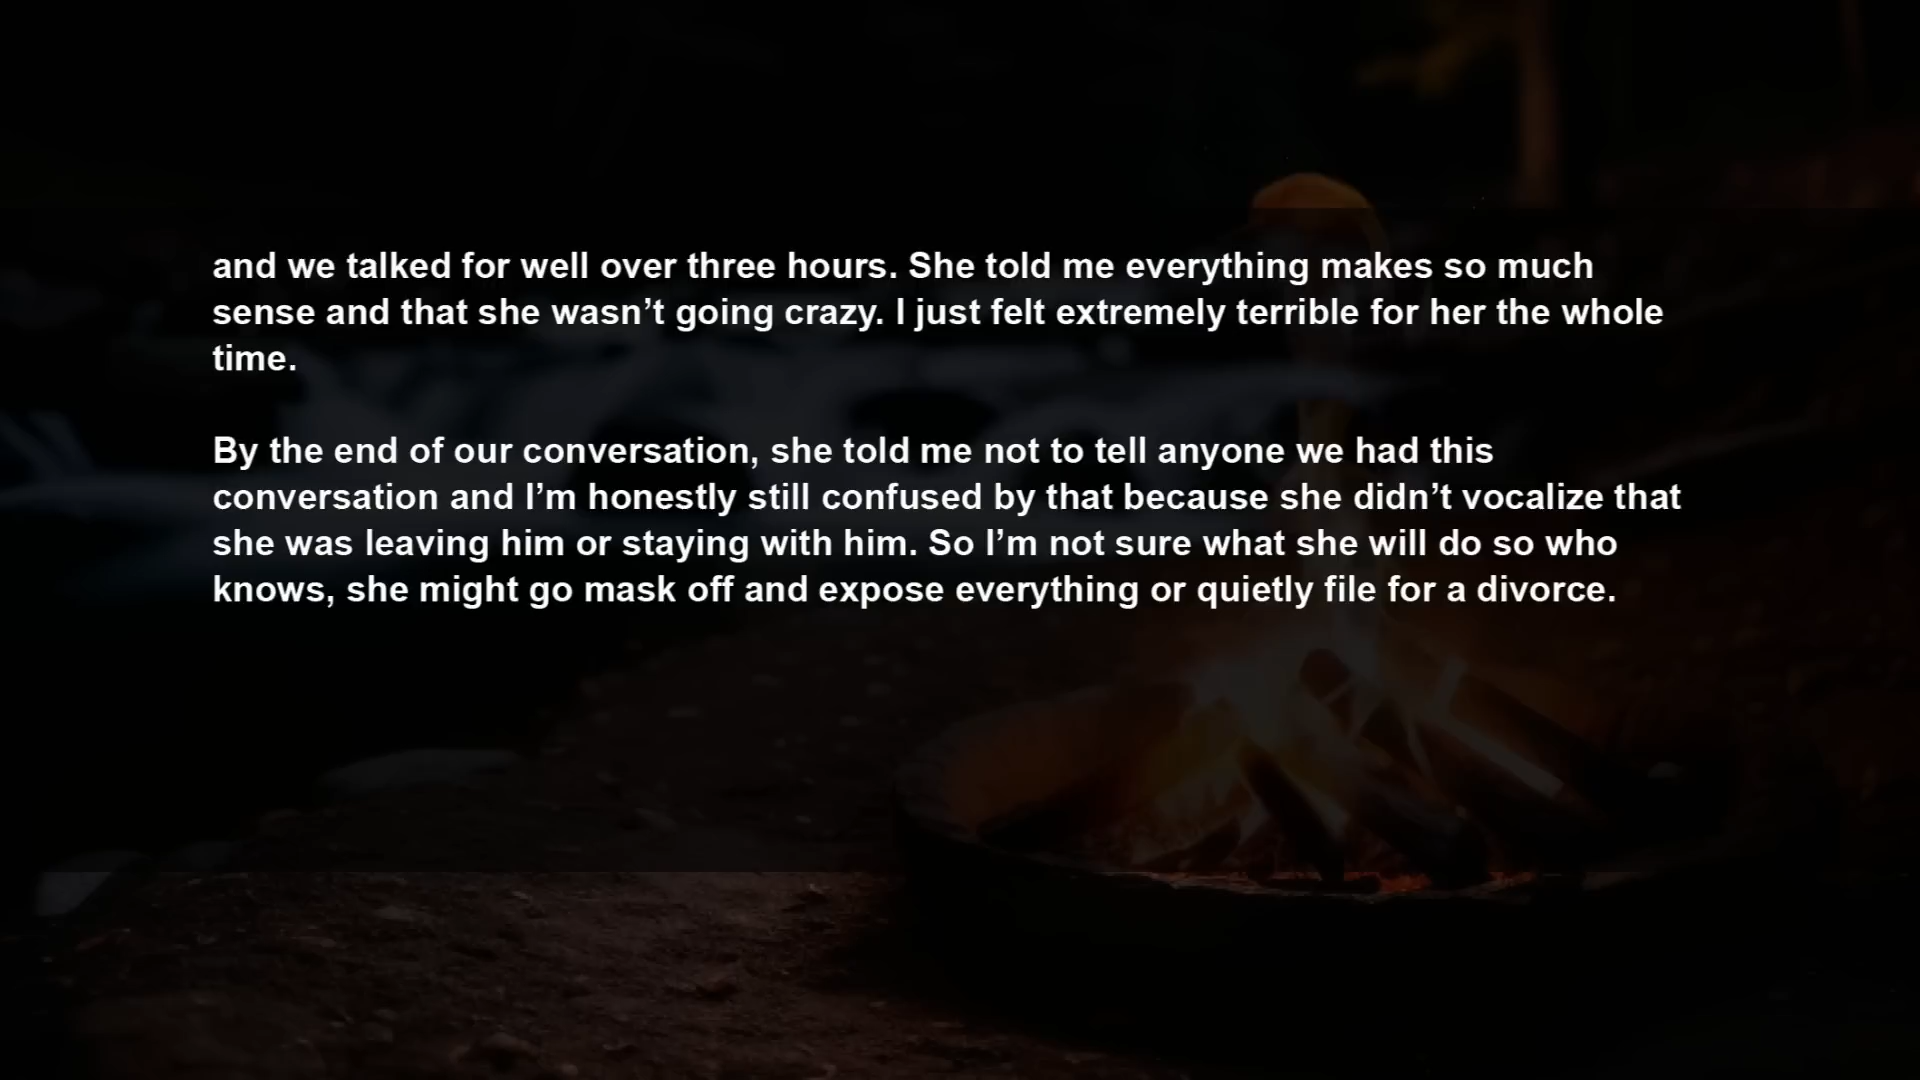 and we talked for well over three hours. She told me everything makes so much
sense and that she wasn’t going crazy. I just felt extremely terrible for her the whole
time.
By the end of our conversation, she told me not to tell anyone we had this
conversation and I’m honestly still confused by that because she didn’t vocalize that
she was leaving him or staying with him. So I’m not sure what she will do so who
knows, she might go mask off and expose everything or quietly file for a divorce.